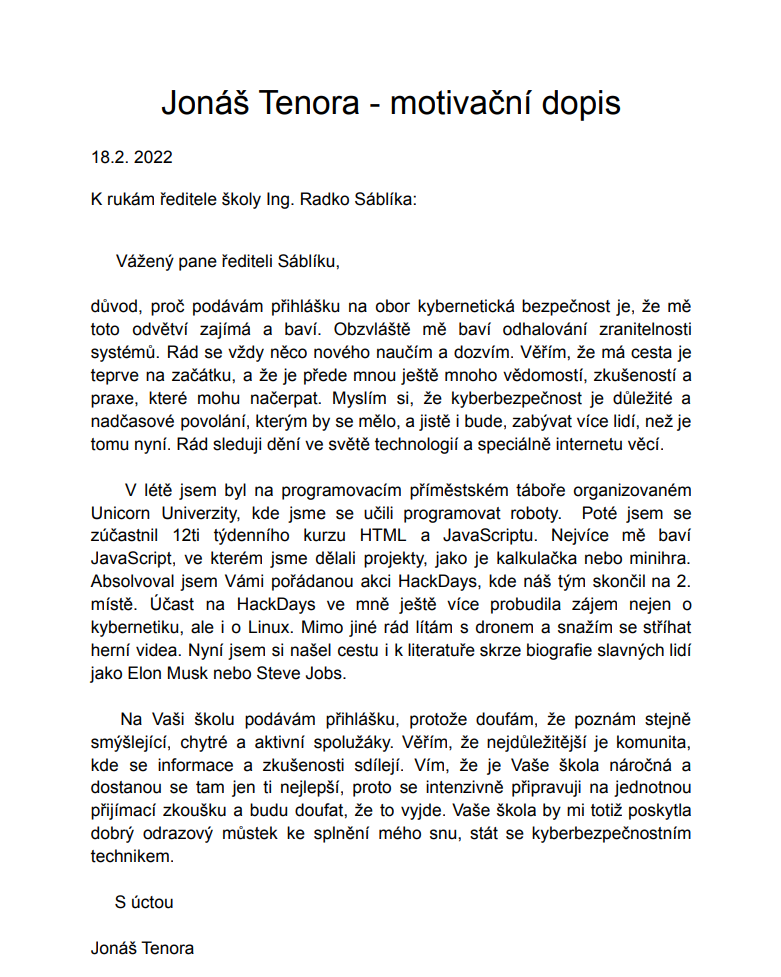 Jonáš Tenora - motivační dopis
18.2. 2022
K rukám ředitele školy Ing. Radko Sáblíka:
Vážený pane řediteli Sáblíku,
důvod, proč podávám přihlášku na obor kybernetická bezpečnost je, že mě
toto odvětví zajímá a baví. Obzvláště mě baví odhalování zranitelnosti
systémů. Rád se vždy něco nového naučím a dozvím. Věřím, že má cesta je
teprve na začátku, a že je přede mnou ještě mnoho vědomostí, zkušeností a
praxe, které mohu načerpat. Myslím si, že kyberbezpečnost je důležité a
nadčasové povolání, kterým by se mělo, a jistě i bude, zabývat více lidí, než je
tomu nyní. Rád sleduji dění ve světě technologií a speciálně internetu věcí.
V létě jsem byl na programovacím příměstském táboře organizovaném
Unicorn Univerzity, kde jsme se učili programovat roboty.  Poté jsem se
zúčastnil 12ti týdenního kurzu HTML a JavaScriptu. Nejvíce mě baví
JavaScript, ve kterém jsme dělali projekty, jako je kalkulačka nebo minihra.
Absolvoval jsem Vámi pořádanou akci HackDays, kde náš tým skončil na 2.
místě. Účast na HackDays ve mně ještě více probudila zájem nejen o
kybernetiku, ale i o Linux. Mimo jiné rád lítám s dronem a snažím se stříhat
herní videa. Nyní jsem si našel cestu i k literatuře skrze biografie slavných lidí
jako Elon Musk nebo Steve Jobs.
Na Vaši školu podávám přihlášku, protože doufám, že poznám stejně
smýšlející, chytré a aktivní spolužáky. Věřím, že nejdůležitější je komunita,
kde se informace a zkušenosti sdílejí. Vím, že je Vaše škola náročná a
dostanou se tam jen ti nejlepší, proto se intenzivně připravuji na jednotnou
přijímací zkoušku a budu doufat, že to vyjde. Vaše škola by mi totiž poskytla
dobrý odrazový můstek ke splnění mého snu, stát se kyberbezpečnostním
technikem.
S úctou
Jonáš Tenora